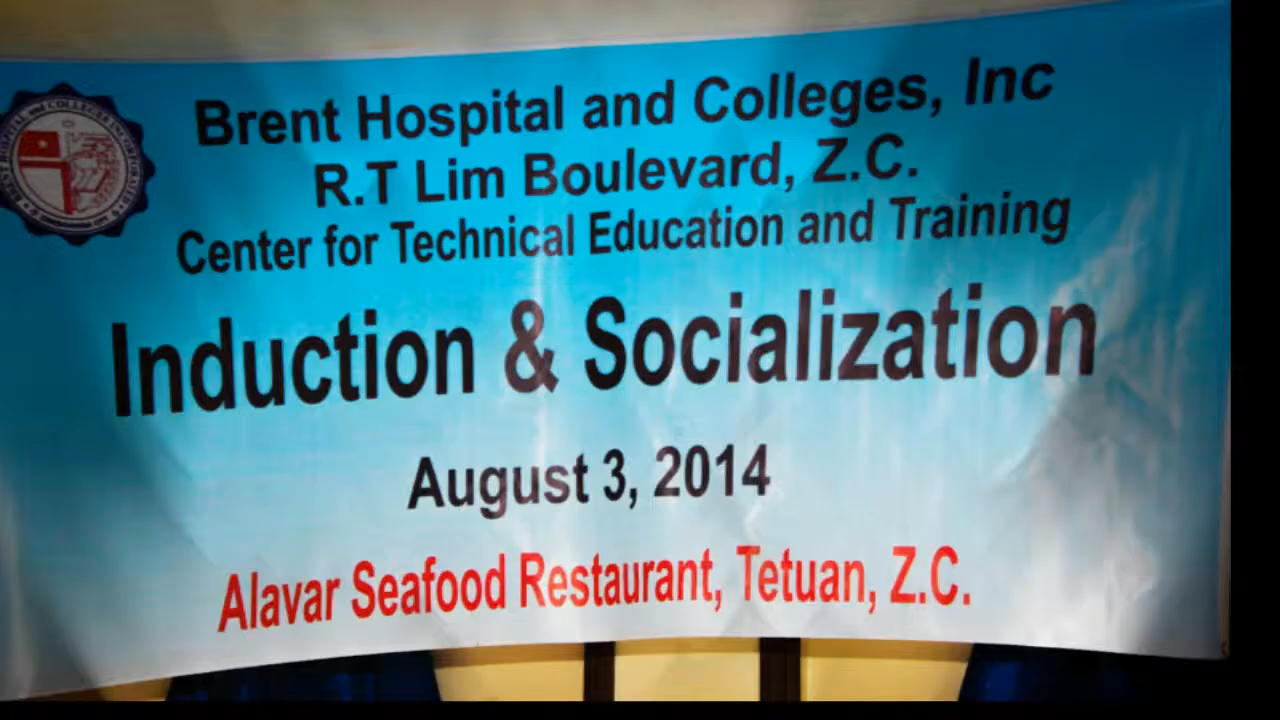 Brent Hospital and Colleges, Inc
R.T Lim Boulevard, Z.C.
Center for Technical Education and Training
Induction & Socialization
August 3, 2014
Alavar Seafood Restaurant, Tetuan, Z.C.